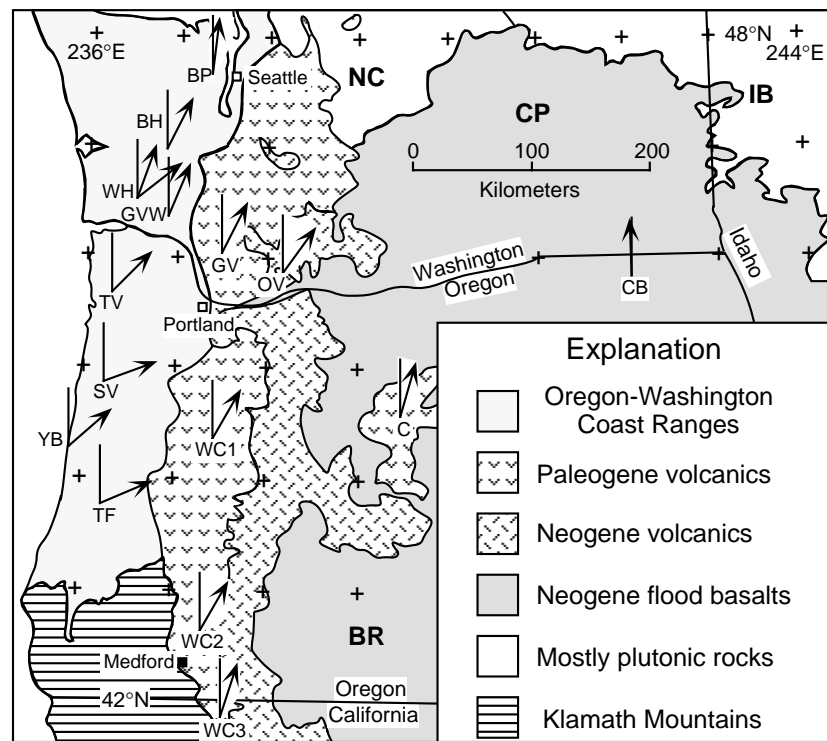 236°E
48°N
244°E
BP
Seattle
NC
IB
CP
BH
0 100 200
Kilometers
WH
GVW
GV
OV
Washington
Oregon
Idaho
CB
TV
Portland
Explanation
SV
Oregon-Washington
Coast Ranges
YB
WC1
C
Paleogene volcanics
TF
Neogene volcanics
Neogene flood basalts
WC2
BR
Medford
Mostly plutonic rocks
42°N
Oregon
California
WC3
Klamath Mountains